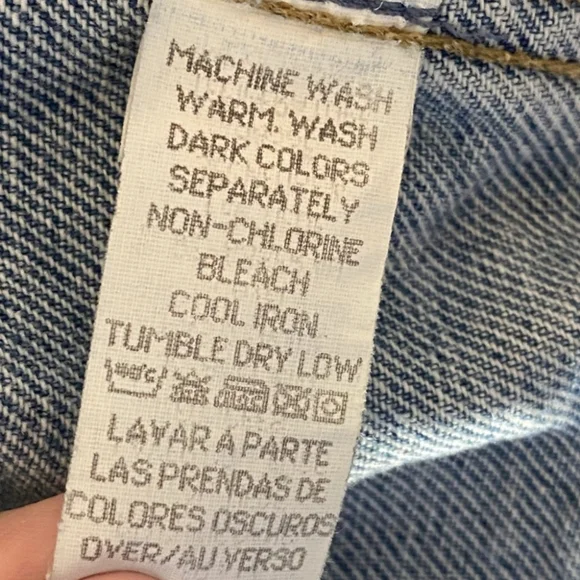 MACHINE WASH
WARM. WASH
DARK COLORS
SEPARATELY
NON-CHLORINE
BLEACH
COOL IRON
TUMBLE DRY LOW
LAVAR A PARTE
LAS PRENDAS DE
COLORES OSCUROS
OVER/AU VERSO